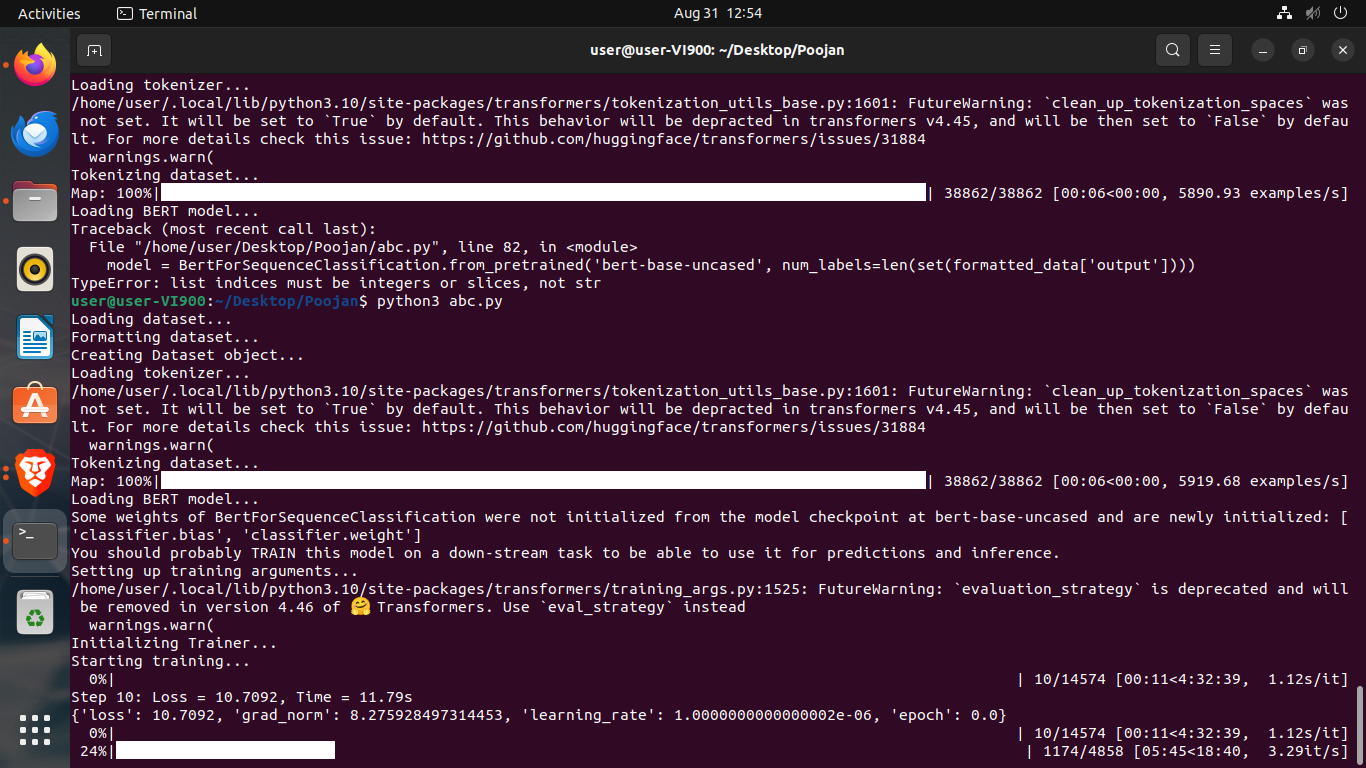 Activities
Terminal
Aug 31 12:54
user@user-VI900: ~/Desktop/Poojan
Loading tokenizer...
/home/user/.local/lib/python3.10/site-packages/transformers/tokenization_utils_base.py:1601: FutureWarning: `clean_up_tokenization_spaces` was
 not set. It will be set to `True` by default. This behavior will be depracted in transformers v4.45, and will be then set to `False` by defau
lt. For more details check this issue: https://github.com/huggingface/transformers/issues/31884
  warnings.warn(
Tokenizing dataset...
Map: 100%| | 38862/38862 [00:06<00:00, 5890.93 examples/s]
Loading BERT model...
Traceback (most recent call last):
  File "/home/user/Desktop/Poojan/abc.py", line 82, in <module>
    model = BertForSequenceClassification.from_pretrained('bert-base-uncased', num_labels=len(set(formatted_data['output'])))
TypeError: list indices must be integers or slices, not str
user@user-VI900:~/Desktop/Poojan$ python3 abc.py
Loading dataset...
Formatting dataset...
Creating Dataset object...
Loading tokenizer...
/home/user/.local/lib/python3.10/site-packages/transformers/tokenization_utils_base.py:1601: FutureWarning: `clean_up_tokenization_spaces` was
 not set. It will be set to `True` by default. This behavior will be depracted in transformers v4.45, and will be then set to `False` by defau
lt. For more details check this issue: https://github.com/huggingface/transformers/issues/31884
  warnings.warn(
Tokenizing dataset...
Map: 100%| | 38862/38862 [00:06<00:00, 5919.68 examples/s]
Loading BERT model...
Some weights of BertForSequenceClassification were not initialized from the model checkpoint at bert-base-uncased and are newly initialized: [
'classifier.bias', 'classifier.weight']
You should probably TRAIN this model on a down-stream task to be able to use it for predictions and inference.
Setting up training arguments...
/home/user/.local/lib/python3.10/site-packages/transformers/training_args.py:1525: FutureWarning: `evaluation_strategy` is deprecated and will
 be removed in version 4.46 of 🤗 Transformers. Use `eval_strategy` instead
  warnings.warn(
Initializing Trainer...
Starting training...
  0%| | 10/14574 [00:11<4:32:39,  1.12s/it]
Step 10: Loss = 10.7092, Time = 11.79s
{'loss': 10.7092, 'grad_norm': 8.275928497314453, 'learning_rate': 1.0000000000000002e-06, 'epoch': 0.0}
  0%| | 10/14574 [00:11<4:32:39,  1.12s/it]
 24%| | 1174/4858 [05:45<18:40,  3.29it/s]